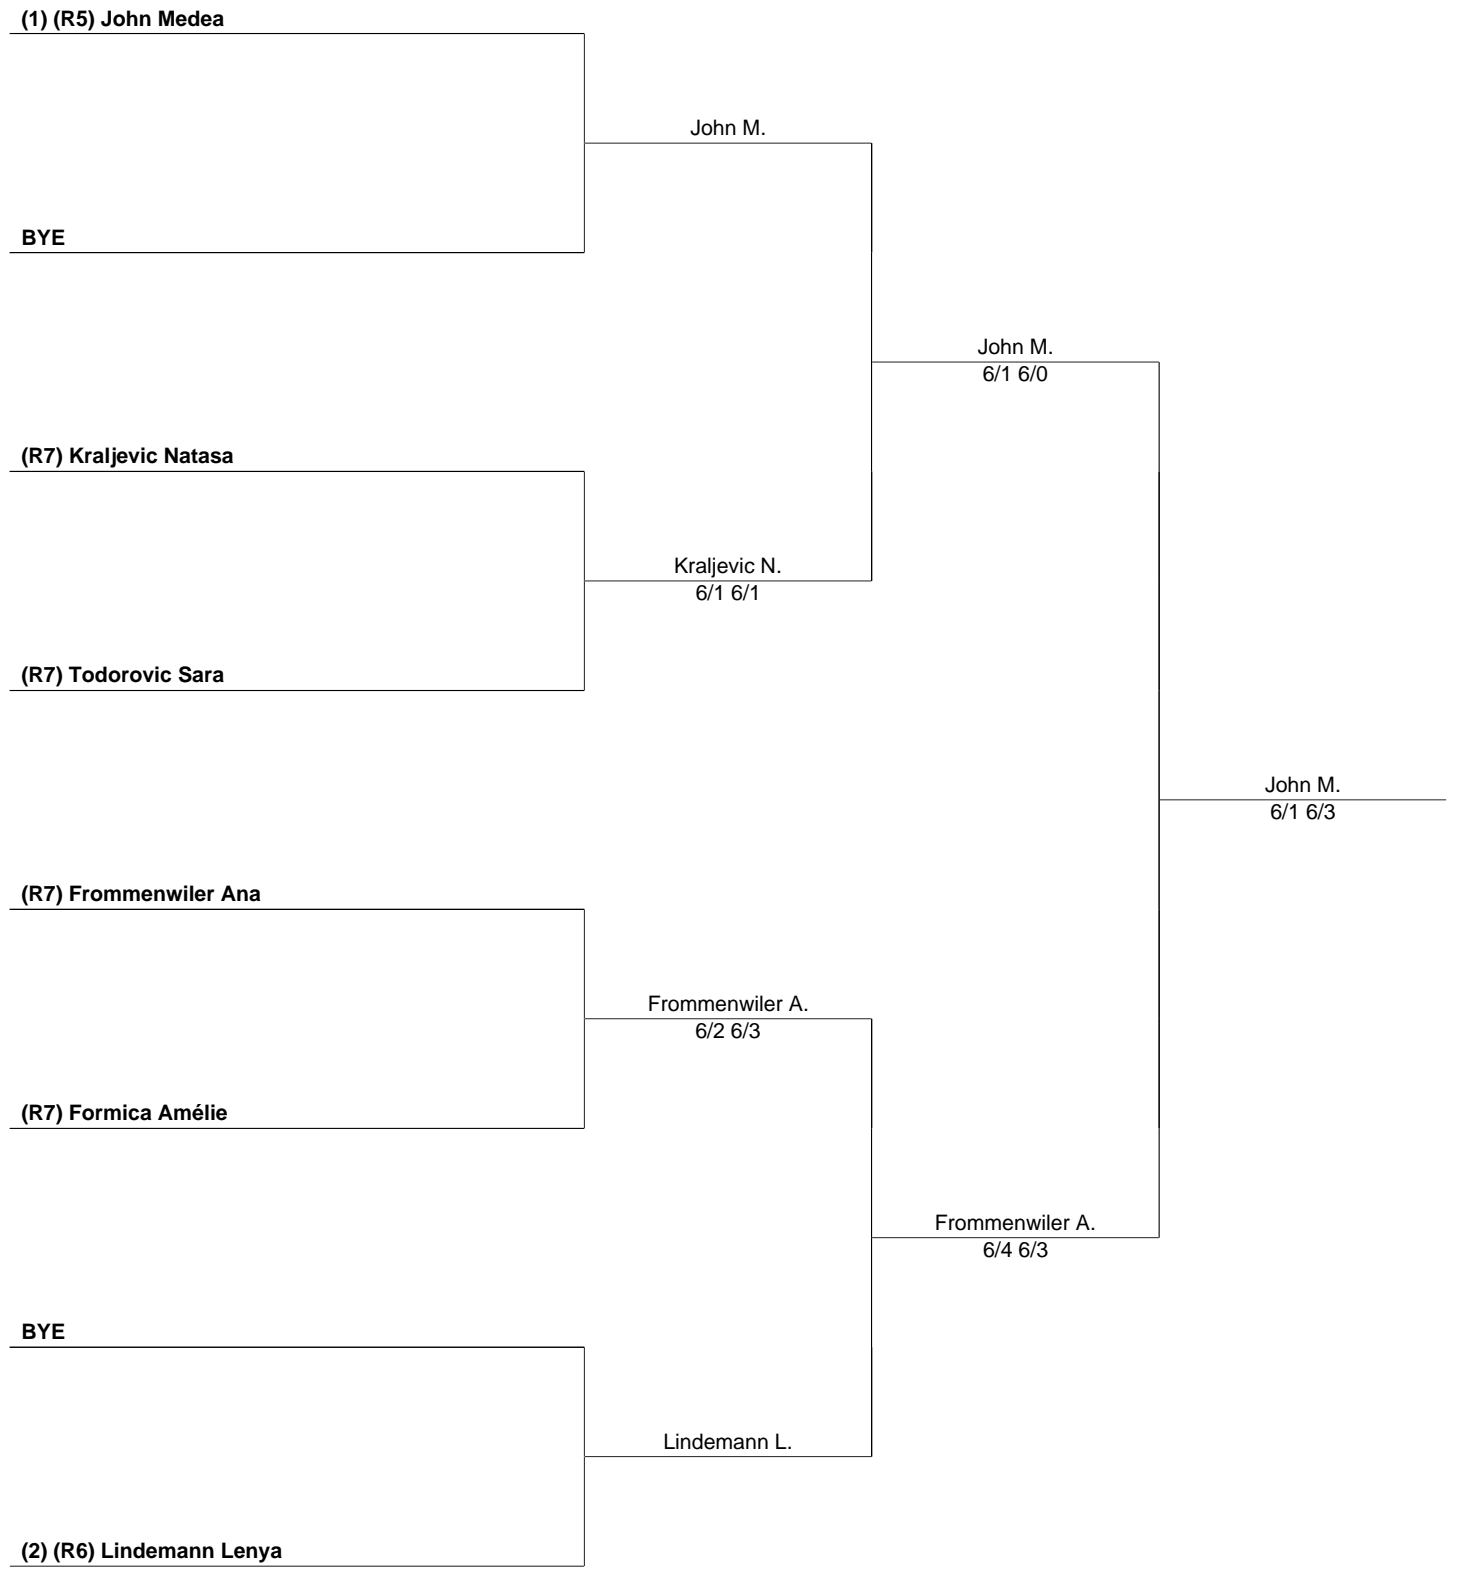 (1) (R5) John Medea
John M.
BYE
John M.
6/1 6/0
(R7) Kraljevic Natasa
Kraljevic N.
6/1 6/1
(R7) Todorovic Sara
John M.
6/1 6/3
(R7) Frommenwiler Ana
Frommenwiler A.
6/2 6/3
(R7) Formica Amélie
Frommenwiler A.
6/4 6/3
BYE
Lindemann L.
(2) (R6) Lindemann Lenya